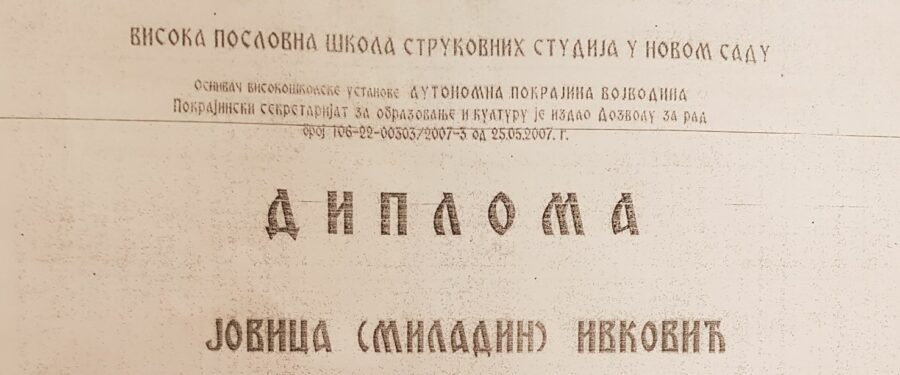 ВИСОКА ПОСЛОВНА ШКОЛА СТРУКОВНИХ СТУДИЈА У НОВОМ САДУ
Оснивач високошколске установе АУТОНОМНА ПОКРАЈИНА ВОЈВОДИНА
Покрајински секретаријат за образовање и културу је издао Дозволу за рад
број 106-22-00303/2007-3 од 25.05.2007. г.
ДИПЛОМА
ЈОВИЦА (МИЛАДИН) ИВКОВИЋ